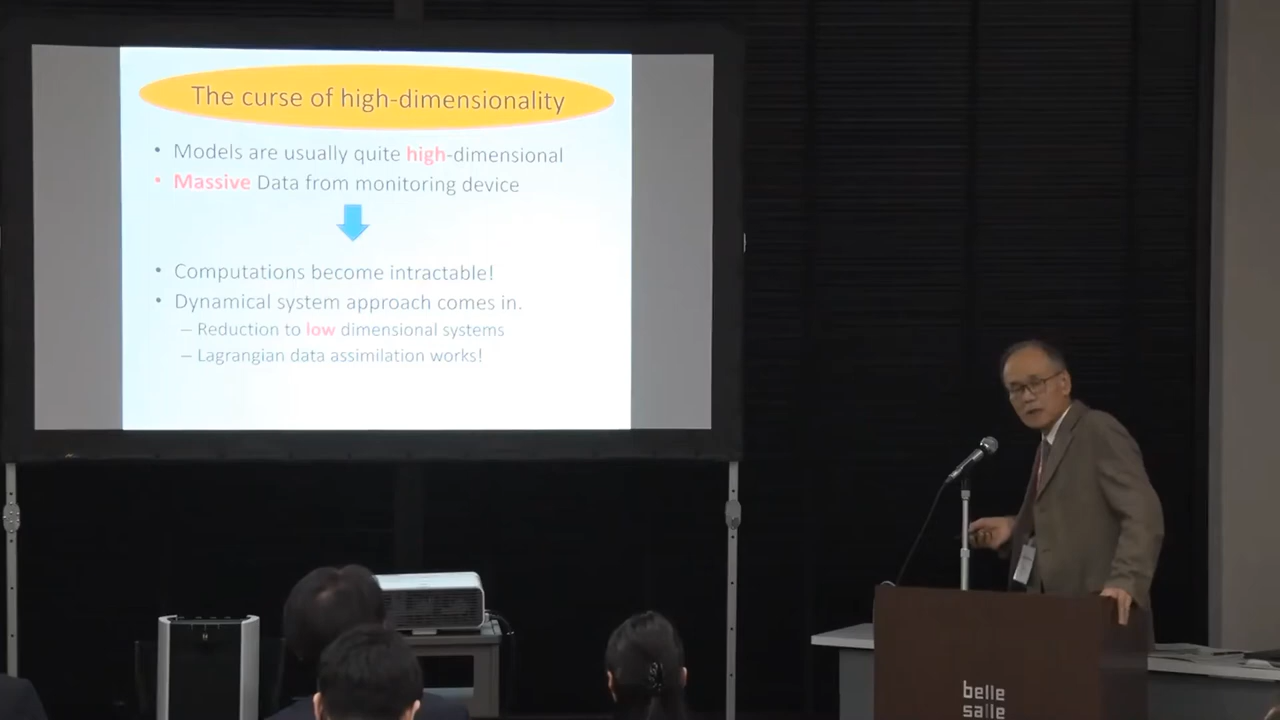 The curse of high-dimensionality
• Models are usually quite high-dimensional
• Massive Data from monitoring device
• Computations become intractable!
• Dynamical system approach comes in.
– Reduction to low dimensional systems
– Lagrangian data assimilation works!
belle
salle